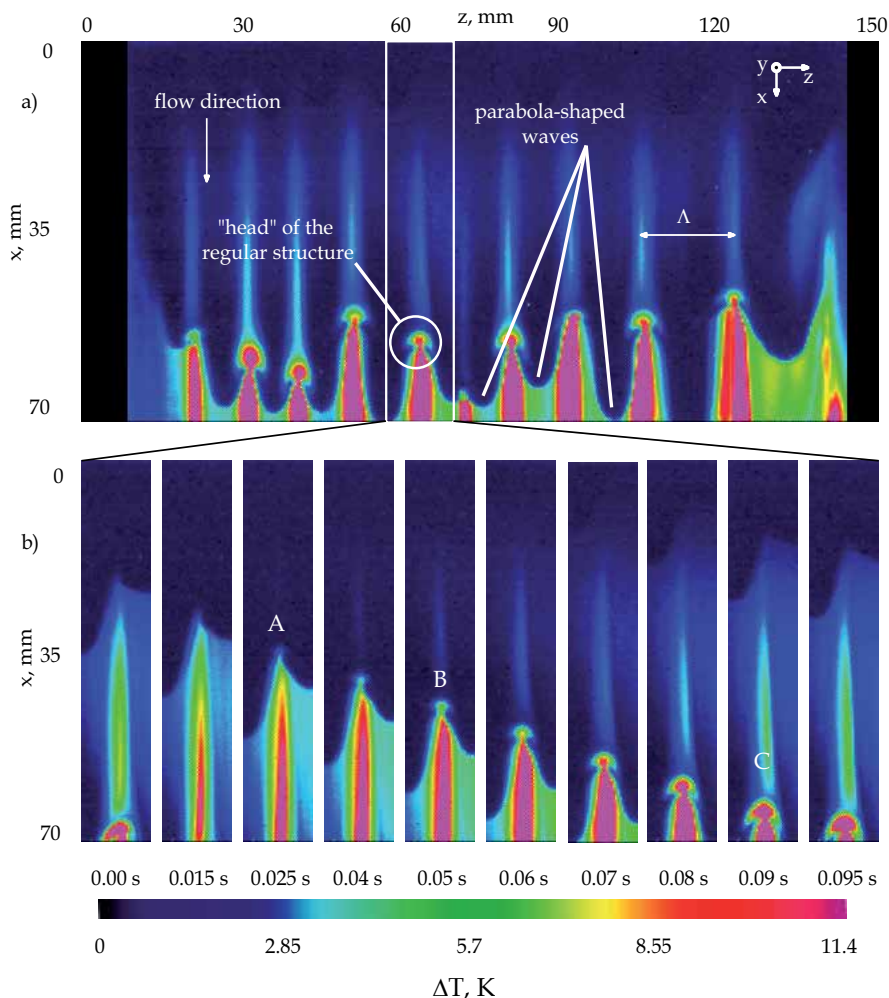 z, mm
0 30 60 90 120 150
0
a)
y
z
x
flow direction
parabola-shaped
waves
"head" of the
regular structure
Λ
x, mm
35
70
0
b)
A
B
C
x, mm
35
70
0.00 s 0.015 s 0.025 s 0.04 s 0.05 s 0.06 s 0.07 s 0.08 s 0.09 s 0.095 s
0 2.85 5.7 8.55 11.4
ΔT, K